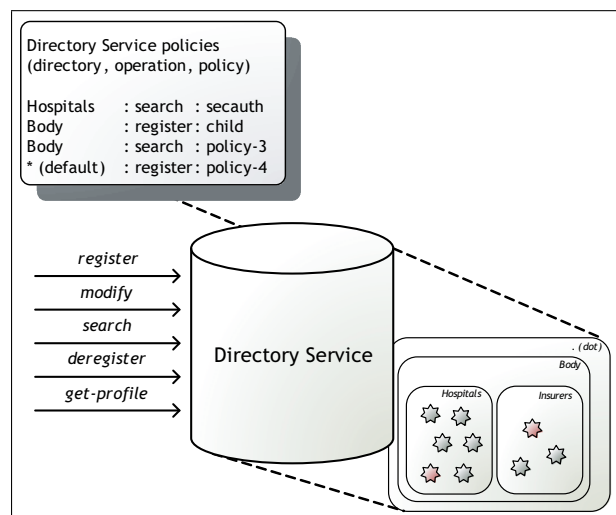 Directory Service policies
(directory, operation, policy)
Hospitals : search : secauth
Body : register : child
Body : search : policy-3
* (default) : register : policy-4
register
modify
search
deregister
get-profile
Directory Service
. (dot)
Body
Hospitals
Insurers